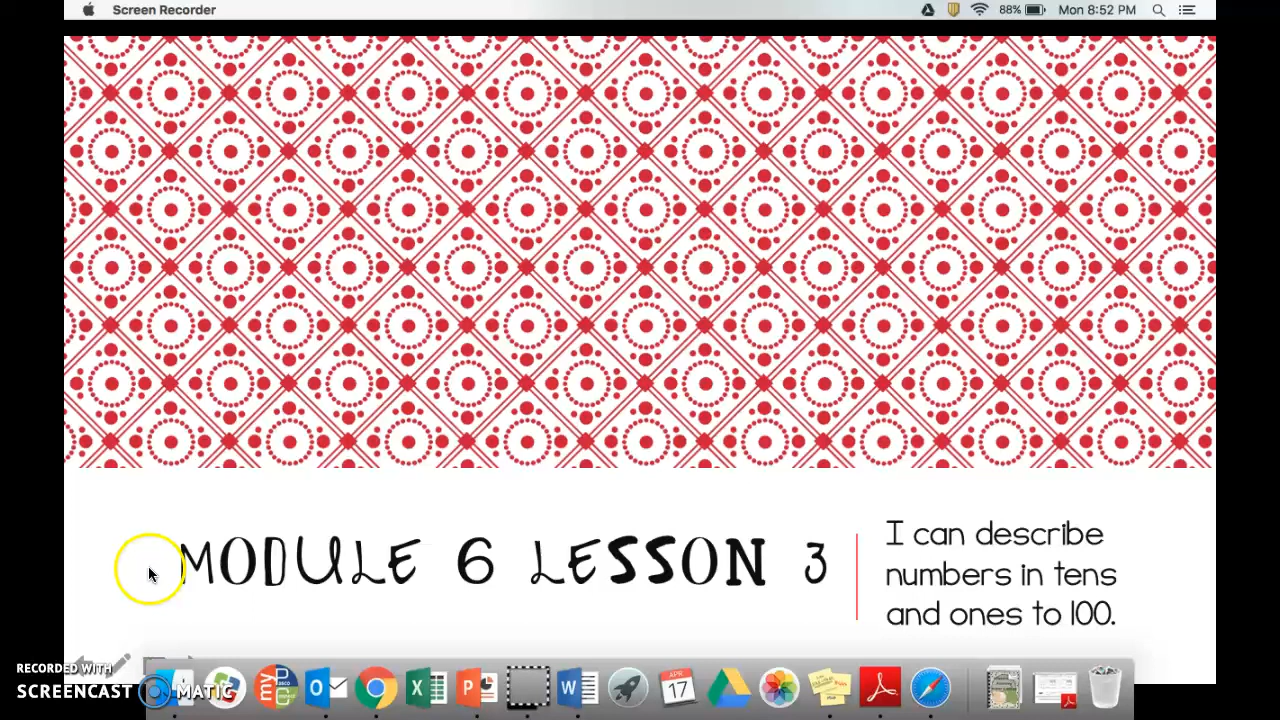 Screen Recorder
88%
Mon 8:52 PM
MODULE 6 LESSON 3
I can describe
numbers in tens
and ones to 100.
RECORDED WITH
SCREENCAST MATIC
APR
17